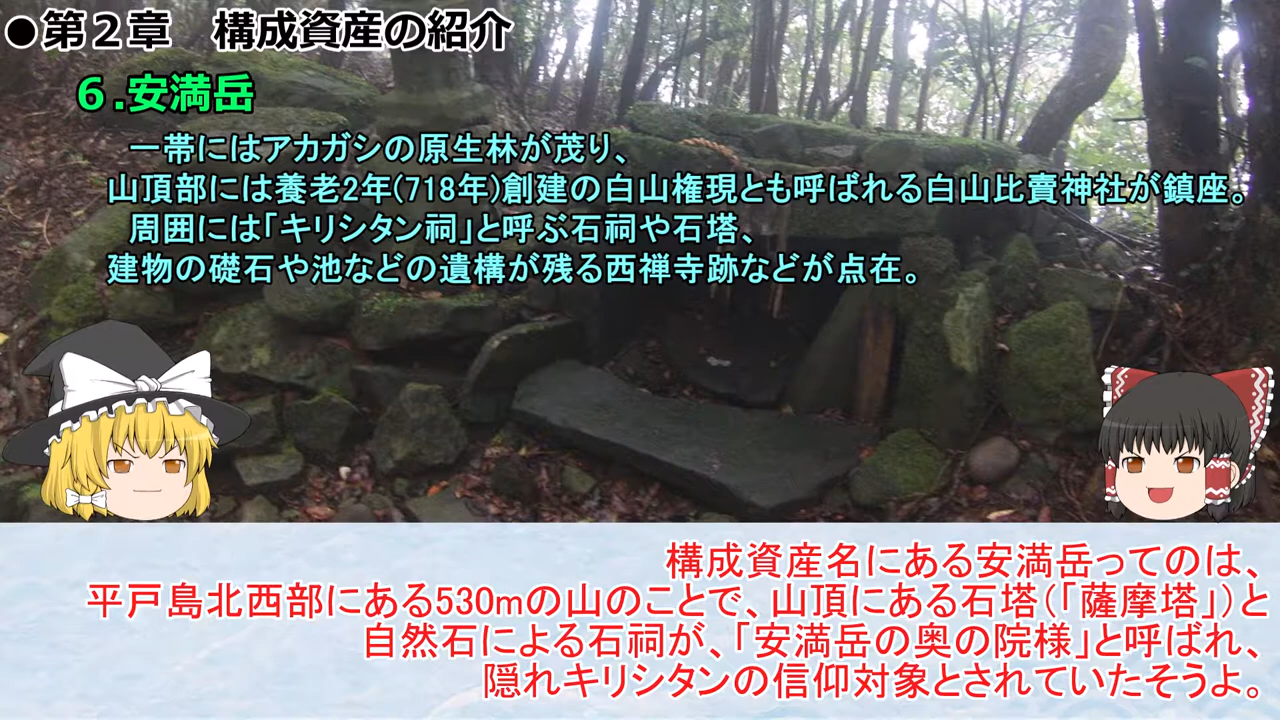 ●第２章　構成資産の紹介
６.安満岳
一帯にはアカガシの原生林が茂り、
山頂部には養老2年(718年)創建の白山権現とも呼ばれる白山比賣神社が鎮座。
周囲には「キリシタン祠」と呼ぶ石祠や石塔、
建物の礎石や池などの遺構が残る西禅寺跡などが点在。
構成資産名にある安満岳ってのは、
平戸島北西部にある530mの山のことで、山頂にある石塔（「薩摩塔」）と
自然石による石祠が、「安満岳の奥の院様」と呼ばれ、
隠れキリシタンの信仰対象とされていたそうよ。